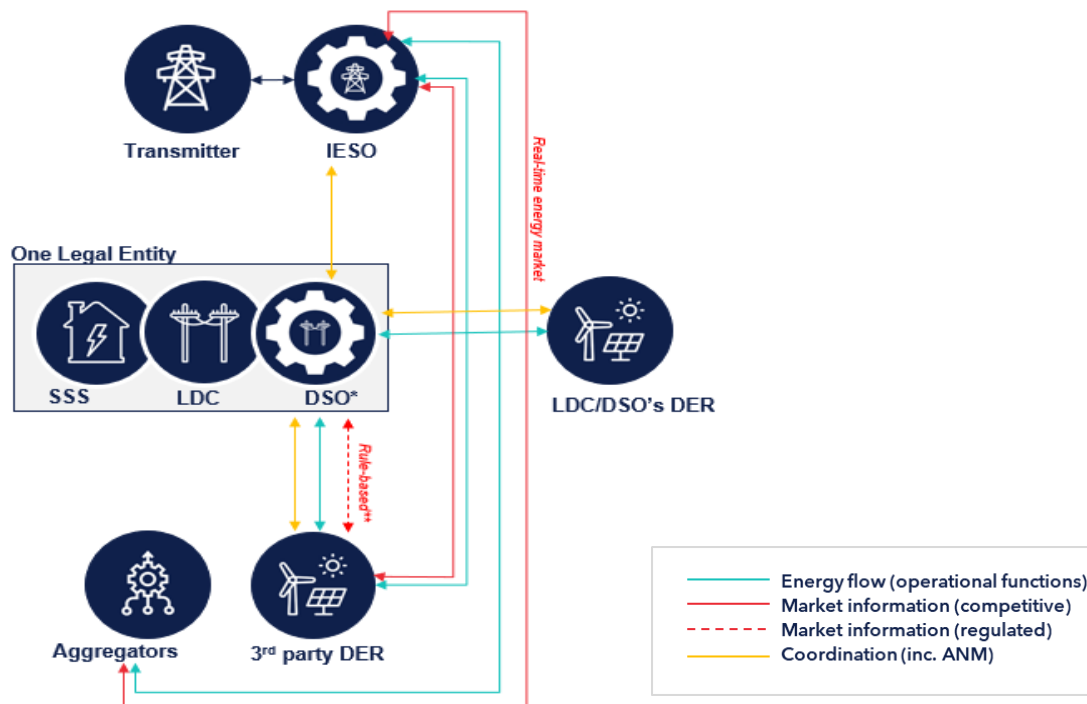 Transmitter
IESO
Real-time energy market
One Legal Entity
SSS
LDC
DSO*
LDC/DSO’s DER
Rule-based**
Aggregators
3rd party DER
Energy flow (operational functions)
Market information (competitive)
Market information (regulated)
Coordination (inc. ANM)